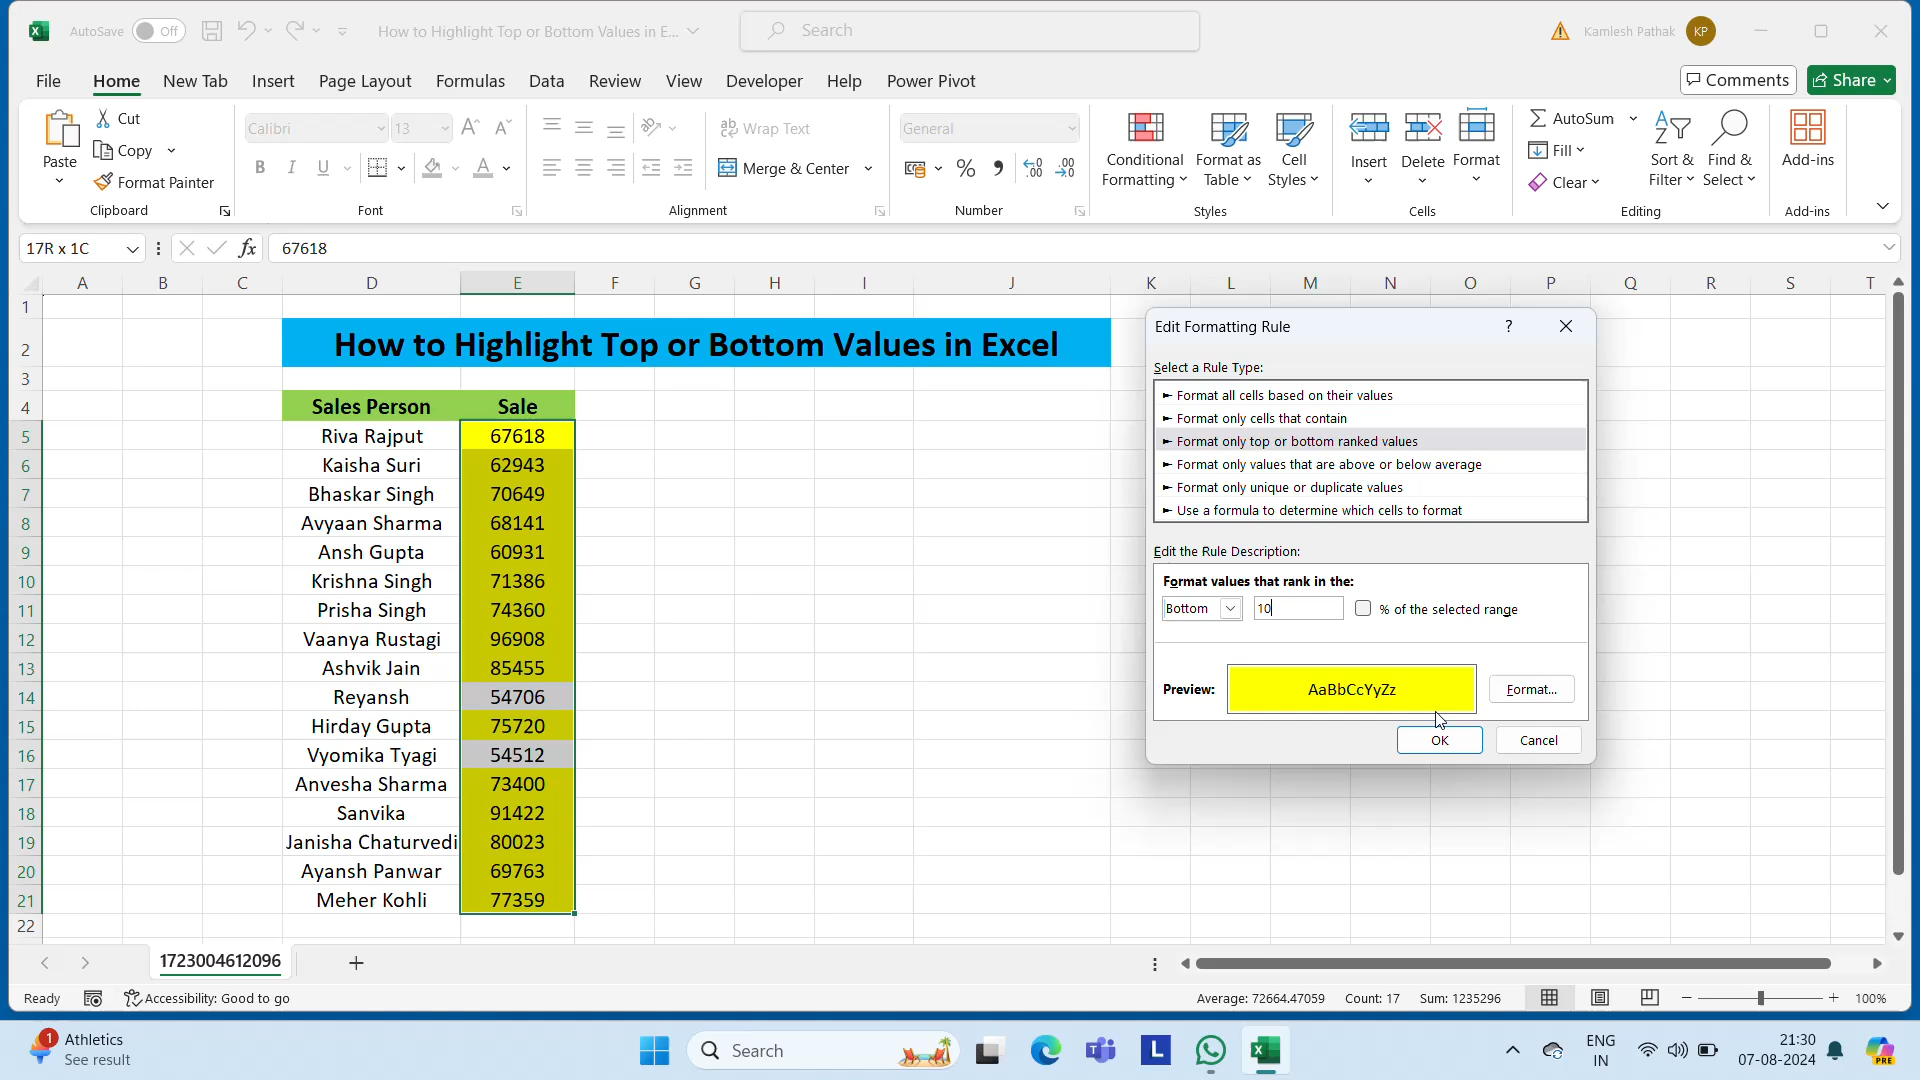 AutoSave Off How to Highlight Top or Bottom Values in E... Search Kamlesh Pathak KP
File Home New Tab Insert Page Layout Formulas Data Review View Developer Help Power Pivot Comments Share
Paste
Cut
Copy
Format Painter
Clipboard
Calibri 13
B I U
Font
Wrap Text
Merge & Center
Alignment
General
Number
Conditional Formatting
Format as Table
Cell Styles
Styles
Insert
Delete
Format
Cells
AutoSum
Fill
Clear
Sort & Filter
Find & Select
Editing
Add-ins
Add-ins
17R x 1C fx 67618
A B C D E F G H I J K L M N O P Q R S T
1
2 How to Highlight Top or Bottom Values in Excel
3
4 Sales Person Sale
5 Riva Rajput 67618
6 Kaisha Suri 62943
7 Bhaskar Singh 70649
8 Avyaan Sharma 68141
9 Ansh Gupta 60931
10 Krishna Singh 71386
11 Prisha Singh 74360
12 Vaanya Rustagi 96908
13 Ashvik Jain 85455
14 Reyansh 54706
15 Hirday Gupta 75720
16 Vyomika Tyagi 54512
17 Anvesha Sharma 73400
18 Sanvika 91422
19 Janisha Chaturvedi 80023
20 Ayansh Panwar 69763
21 Meher Kohli 77359
22
Edit Formatting Rule ?
Select a Rule Type:
► Format all cells based on their values
► Format only cells that contain
► Format only top or bottom ranked values
► Format only values that are above or below average
► Format only unique or duplicate values
► Use a formula to determine which cells to format
Edit the Rule Description:
Format values that rank in the:
Bottom 10 % of the selected range
Preview: AaBbCcYyZz Format...
OK Cancel
1723004612096
Ready Accessibility: Good to go Average: 72664.47059 Count: 17 Sum: 1235296 100%
1 Athletics
See result
Search
L
ENG
IN
21:30
07-08-2024
PRE